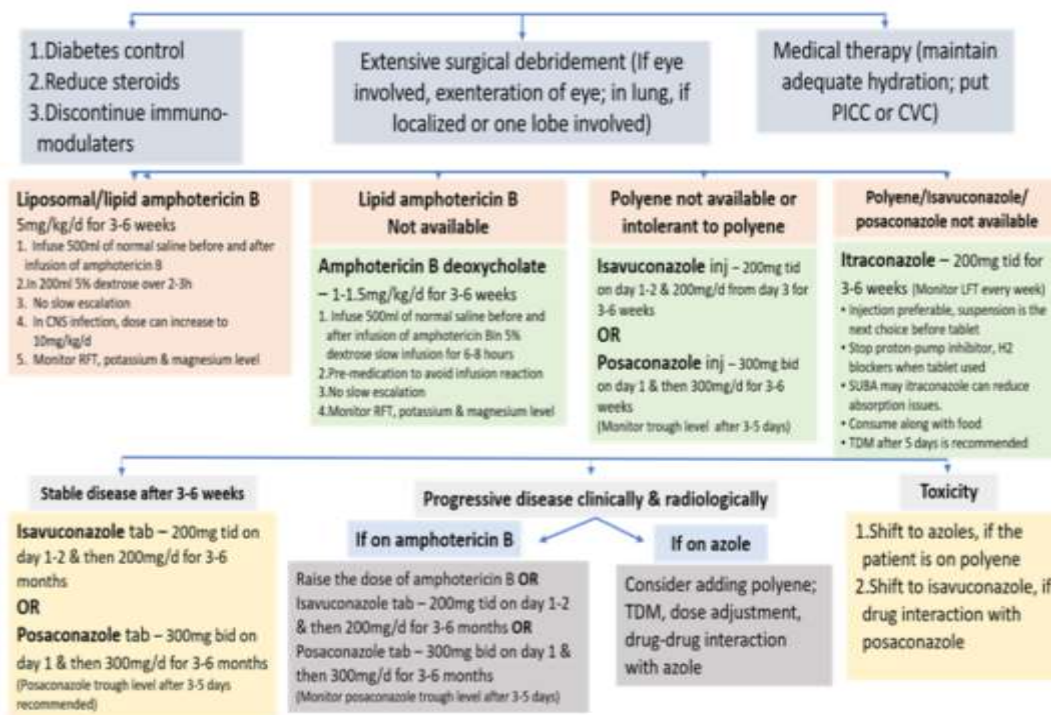 1.Diabetes control
2.Reduce steroids
3.Discontinue immuno-
modulaters
Extensive surgical debridement (If eye
involved, exenteration of eye; in lung, if
localized or one lobe involved)
Medical therapy (maintain
adequate hydration; put
PICC or CVC)
Liposomal/lipid amphotericin B
5mg/kg/d for 3-6 weeks
1. Infuse 500ml of normal saline before and after
infusion of amphotericin B
2.In 200ml 5% dextrose over 2-3h
3. No slow escalation
4. In CNS infection, dose can increase to
10mg/kg/d
5. Monitor RFT, potassium & magnesium level
Lipid amphotericin B
Not available
Amphotericin B deoxycholate
– 1-1.5mg/kg/d for 3-6 weeks
1. Infuse 500ml of normal saline before and
after infusion of amphotericin Bin 5%
dextrose slow infusion for 6-8 hours
2.Pre-medication to avoid infusion reaction
3.No slow escalation
4.Monitor RFT, potassium & magnesium level
Polyene not available or
intolerant to polyene
Isavuconazole inj – 200mg tid
on day 1-2 & 200mg/d from day 3 for
3-6 weeks
OR
Posaconazole inj – 300mg bid
on day 1 & then 300mg/d for 3-6
weeks
(Monitor trough level after 3-5 days)
Polyene/Isavuconazole/
posaconazole not available
Itraconazole – 200mg tid for
3-6 weeks (Monitor LFT every week)
• Injection preferable, suspension is the
next choice before tablet
• Stop proton-pump inhibitor, H2
blockers when tablet used
• SUBA may itraconazole can reduce
absorption issues.
• Consume along with food
• TDM after 5 days is recommended
Stable disease after 3-6 weeks
Isavuconazole tab – 200mg tid on
day 1-2 & then 200mg/d for 3-6
months
OR
Posaconazole tab – 300mg bid on
day 1 & then 300mg/d for 3-6 months
(Posaconazole trough level after 3-5 days
recommended)
Progressive disease clinically & radiologically
If on amphotericin B
Raise the dose of amphotericin B OR
Isavuconazole tab – 200mg tid on day 1-2
& then 200mg/d for 3-6 months OR
Posaconazole tab – 300mg bid on day 1 &
then 300mg/d for 3-6 months
(Monitor posaconazole trough level after 3-5 days)
If on azole
Consider adding polyene;
TDM, dose adjustment,
drug-drug interaction
with azole
Toxicity
1.Shift to azoles, if the
patient is on polyene
2.Shift to isavuconazole, if
drug interaction with
posaconazole